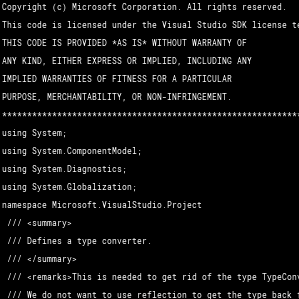 Copyright (c) Microsoft Corporation. All rights reserved.
This code is licensed under the Visual Studio SDK license
THIS CODE IS PROVIDED *AS IS* WITHOUT WARRANTY OF
ANY KIND, EITHER EXPRESS OR IMPLIED, INCLUDING ANY
IMPLIED WARRANTIES OF FITNESS FOR A PARTICULAR
PURPOSE, MERCHANTABILITY, OR NON-INFRINGEMENT.
************************************************************
using System;
using System.ComponentModel;
using System.Diagnostics;
using System.Globalization;
namespace Microsoft.VisualStudio.Project
/// <summary>
/// Defines a type converter.
/// </summary>
/// <remarks>This is needed to get rid of the type TypeConv
/// We do not want to use reflection to get the type back